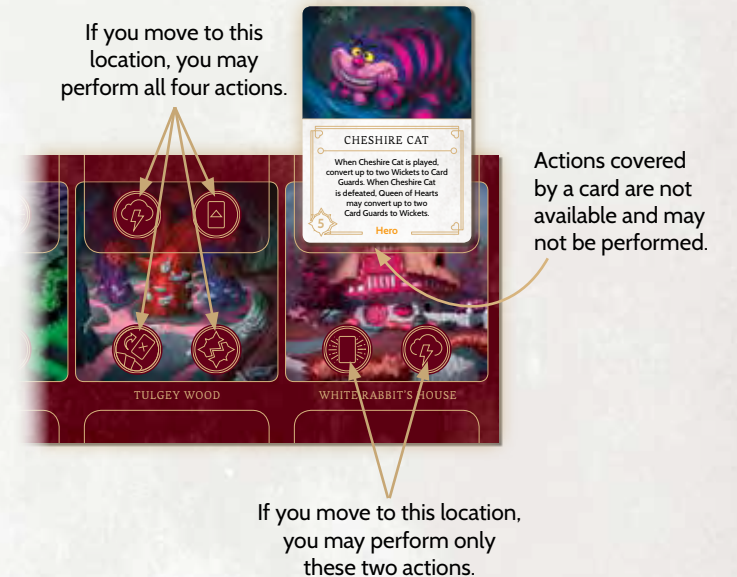 If you move to this
location, you may
perform all four actions.
CHESHIRE CAT
When Cheshire Cat is played,
convert up to two Wickets to Card
Guards. When Cheshire Cat
is defeated, Queen of Hearts
may convert up to two
Card Guards to Wickets.
5
Hero
Actions covered
by a card are not
available and may
not be performed.
TULGEY WOOD
WHITE RABBIT'S HOUSE
If you move to this location,
you may perform only
these two actions.